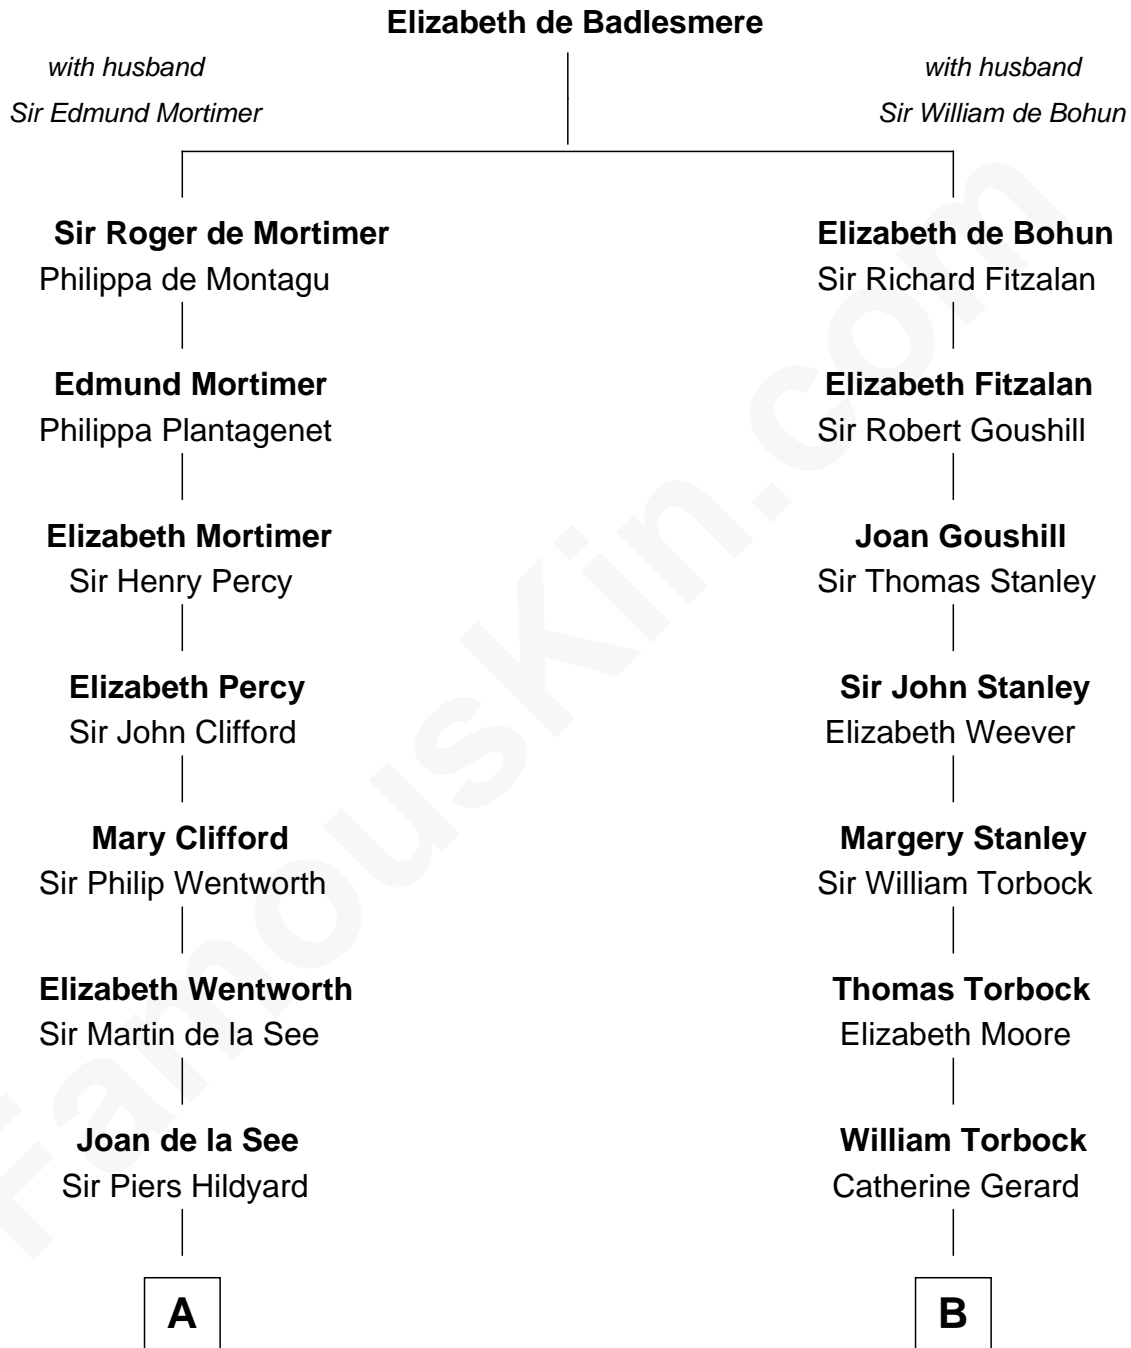 Elizabeth de Badlesmere
with husband
Sir Edmund Mortimer
with husband
Sir William de Bohun
Sir Roger de Mortimer
Philippa de Montagu
Elizabeth de Bohun
Sir Richard Fitzalan
Edmund Mortimer
Philippa Plantagenet
Elizabeth Fitzalan
Sir Robert Goushill
Elizabeth Mortimer
Sir Henry Percy
Joan Goushill
Sir Thomas Stanley
Elizabeth Percy
Sir John Clifford
Sir John Stanley
Elizabeth Weever
Mary Clifford
Sir Philip Wentworth
Margery Stanley
Sir William Torbock
Elizabeth Wentworth
Sir Martin de la See
Thomas Torbock
Elizabeth Moore
Joan de la See
Sir Piers Hildyard
William Torbock
Catherine Gerard
A
B
FamousKin.com